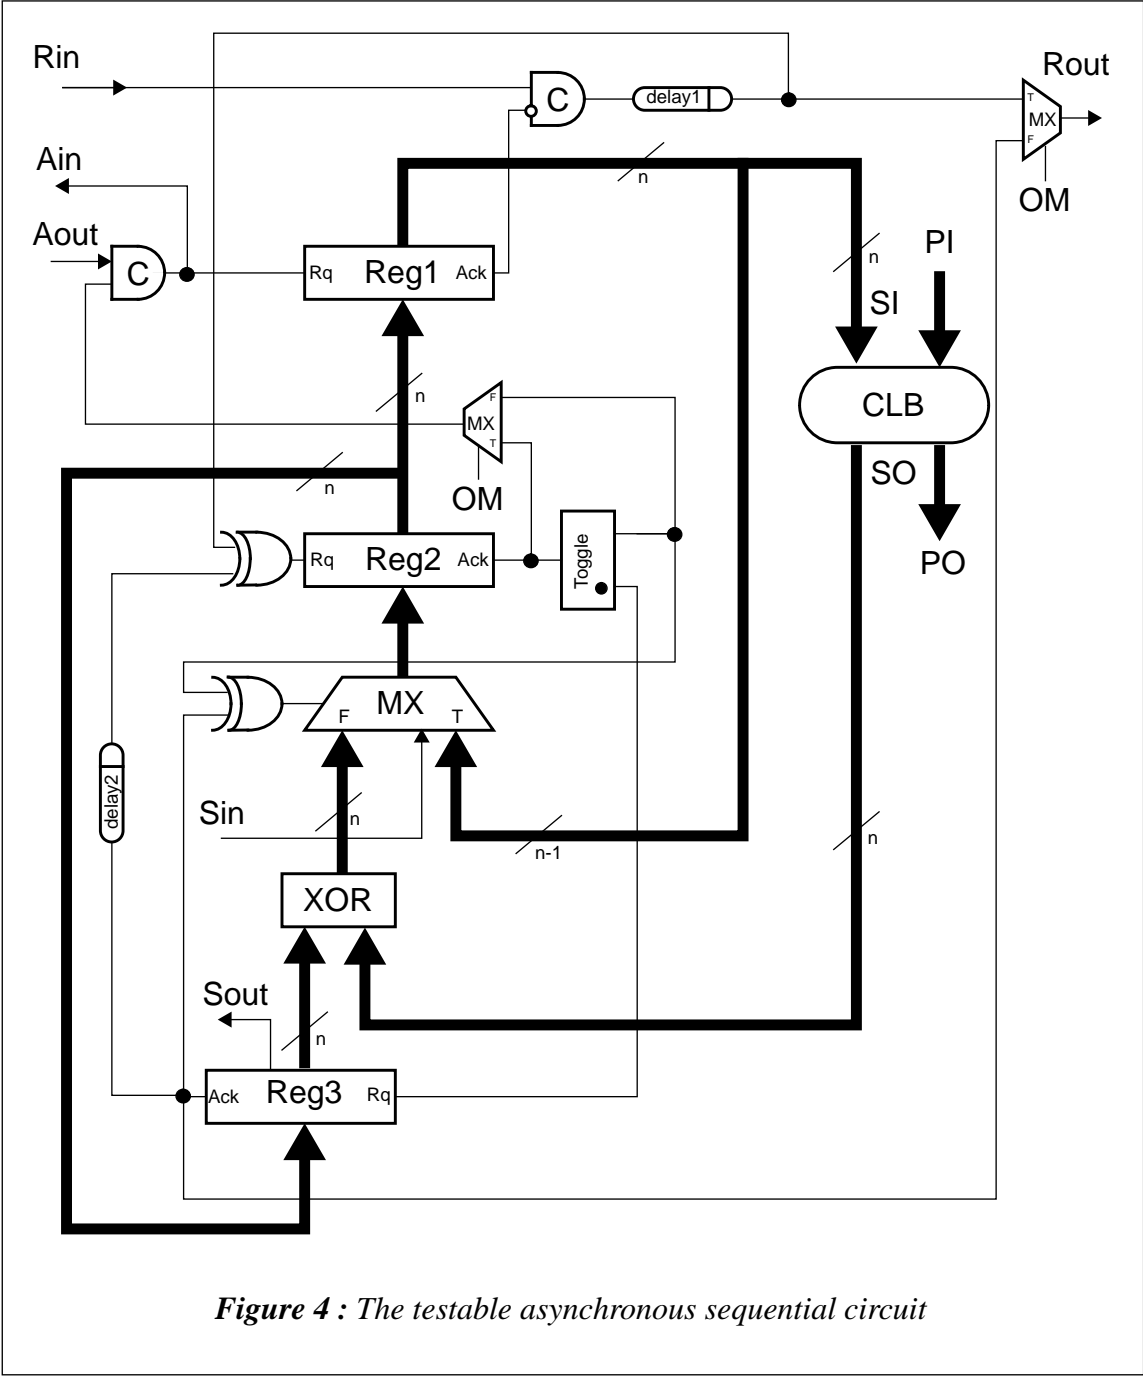 Rin
C
delay1
Rout
T
MX
F
OM
n
Ain
Aout
C
Rq Reg1 Ack
n
PI
SI
CLB
SO
PO
n
F
MX
T
OM
n
Rq Reg2 Ack
Toggle
MX
F T
delay2
Sin
n
n-1
n
XOR
Sout
n
Ack Reg3 Rq
Figure 4 : The testable asynchronous sequential circuit